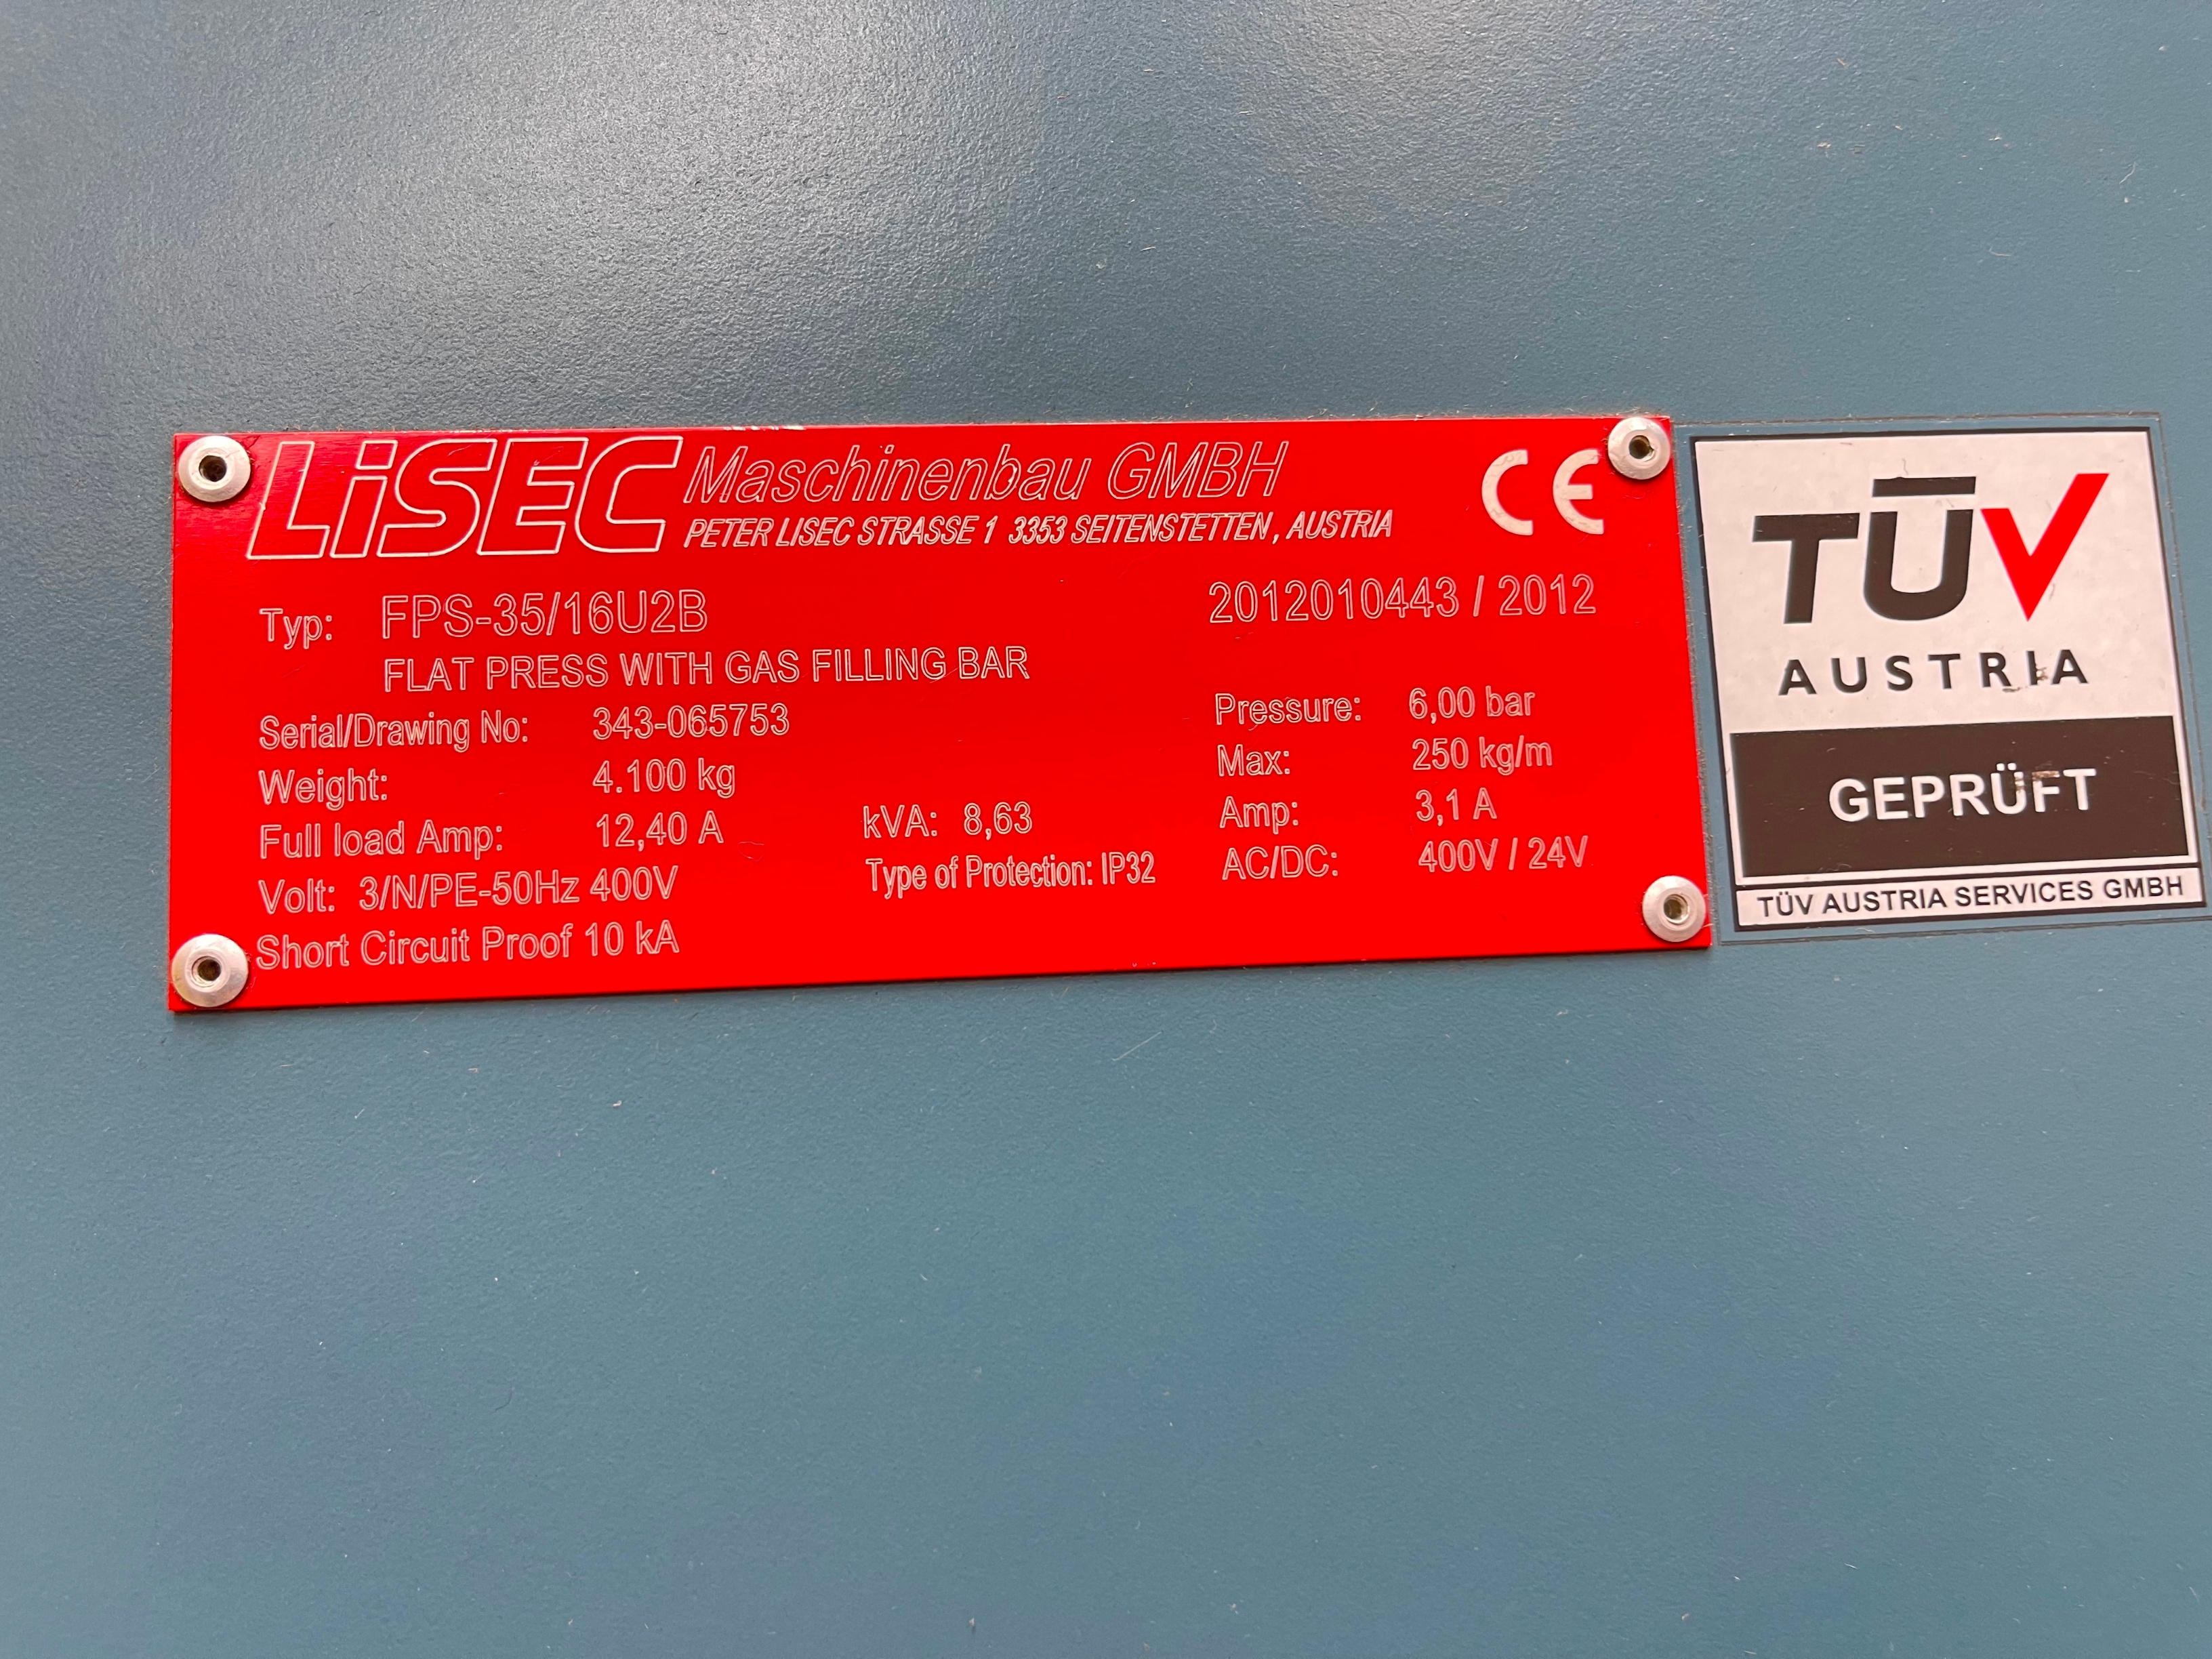 LiSEC Maschinenbau GMBH
PETER LISEC STRASSE 1 3353 SEITENSTETTEN, AUSTRIA
CE
Typ: FPS-35/16U2B 2012010443 / 2012
FLAT PRESS WITH GAS FILLING BAR
Serial/Drawing No: 343-065753 Pressure: 6,00 bar
Weight: 4.100 kg Max: 250 kg/m
Full load Amp: 12,40 A kVA: 8,63 Amp: 3,1 A
Volt: 3/N/PE-50Hz 400V Type of Protection: IP32 AC/DC: 400V / 24V
Short Circuit Proof 10 kA
TÜV
AUSTRIA
GEPRÜFT
TÜV AUSTRIA SERVICES GMBH